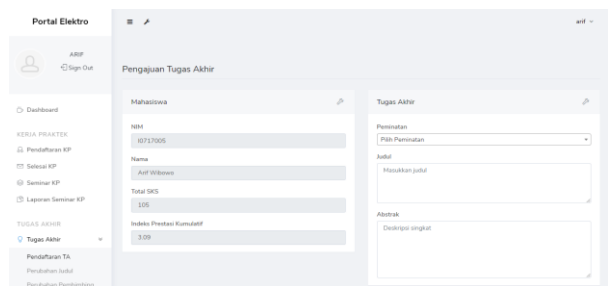 Portal Elektro
arif
ARIF
Sign Out
Pengajuan Tugas Akhir
Dashboard
KERJA PRAKTEK
Pendaftaran KP
Selesai KP
Seminar KP
Laporan Seminar KP
TUGAS AKHIR
Tugas Akhir
Pendaftaran TA
Perubahan Judul
Perubahan Pembimbing
Mahasiswa
NIM
I0717005
Nama
Arif Wibowo
Total SKS
105
Indeks Prestasi Kumulatif
3.09
Tugas Akhir
Peminatan
Pilih Peminatan
Judul
Masukkan judul
Abstrak
Deskripsi singkat